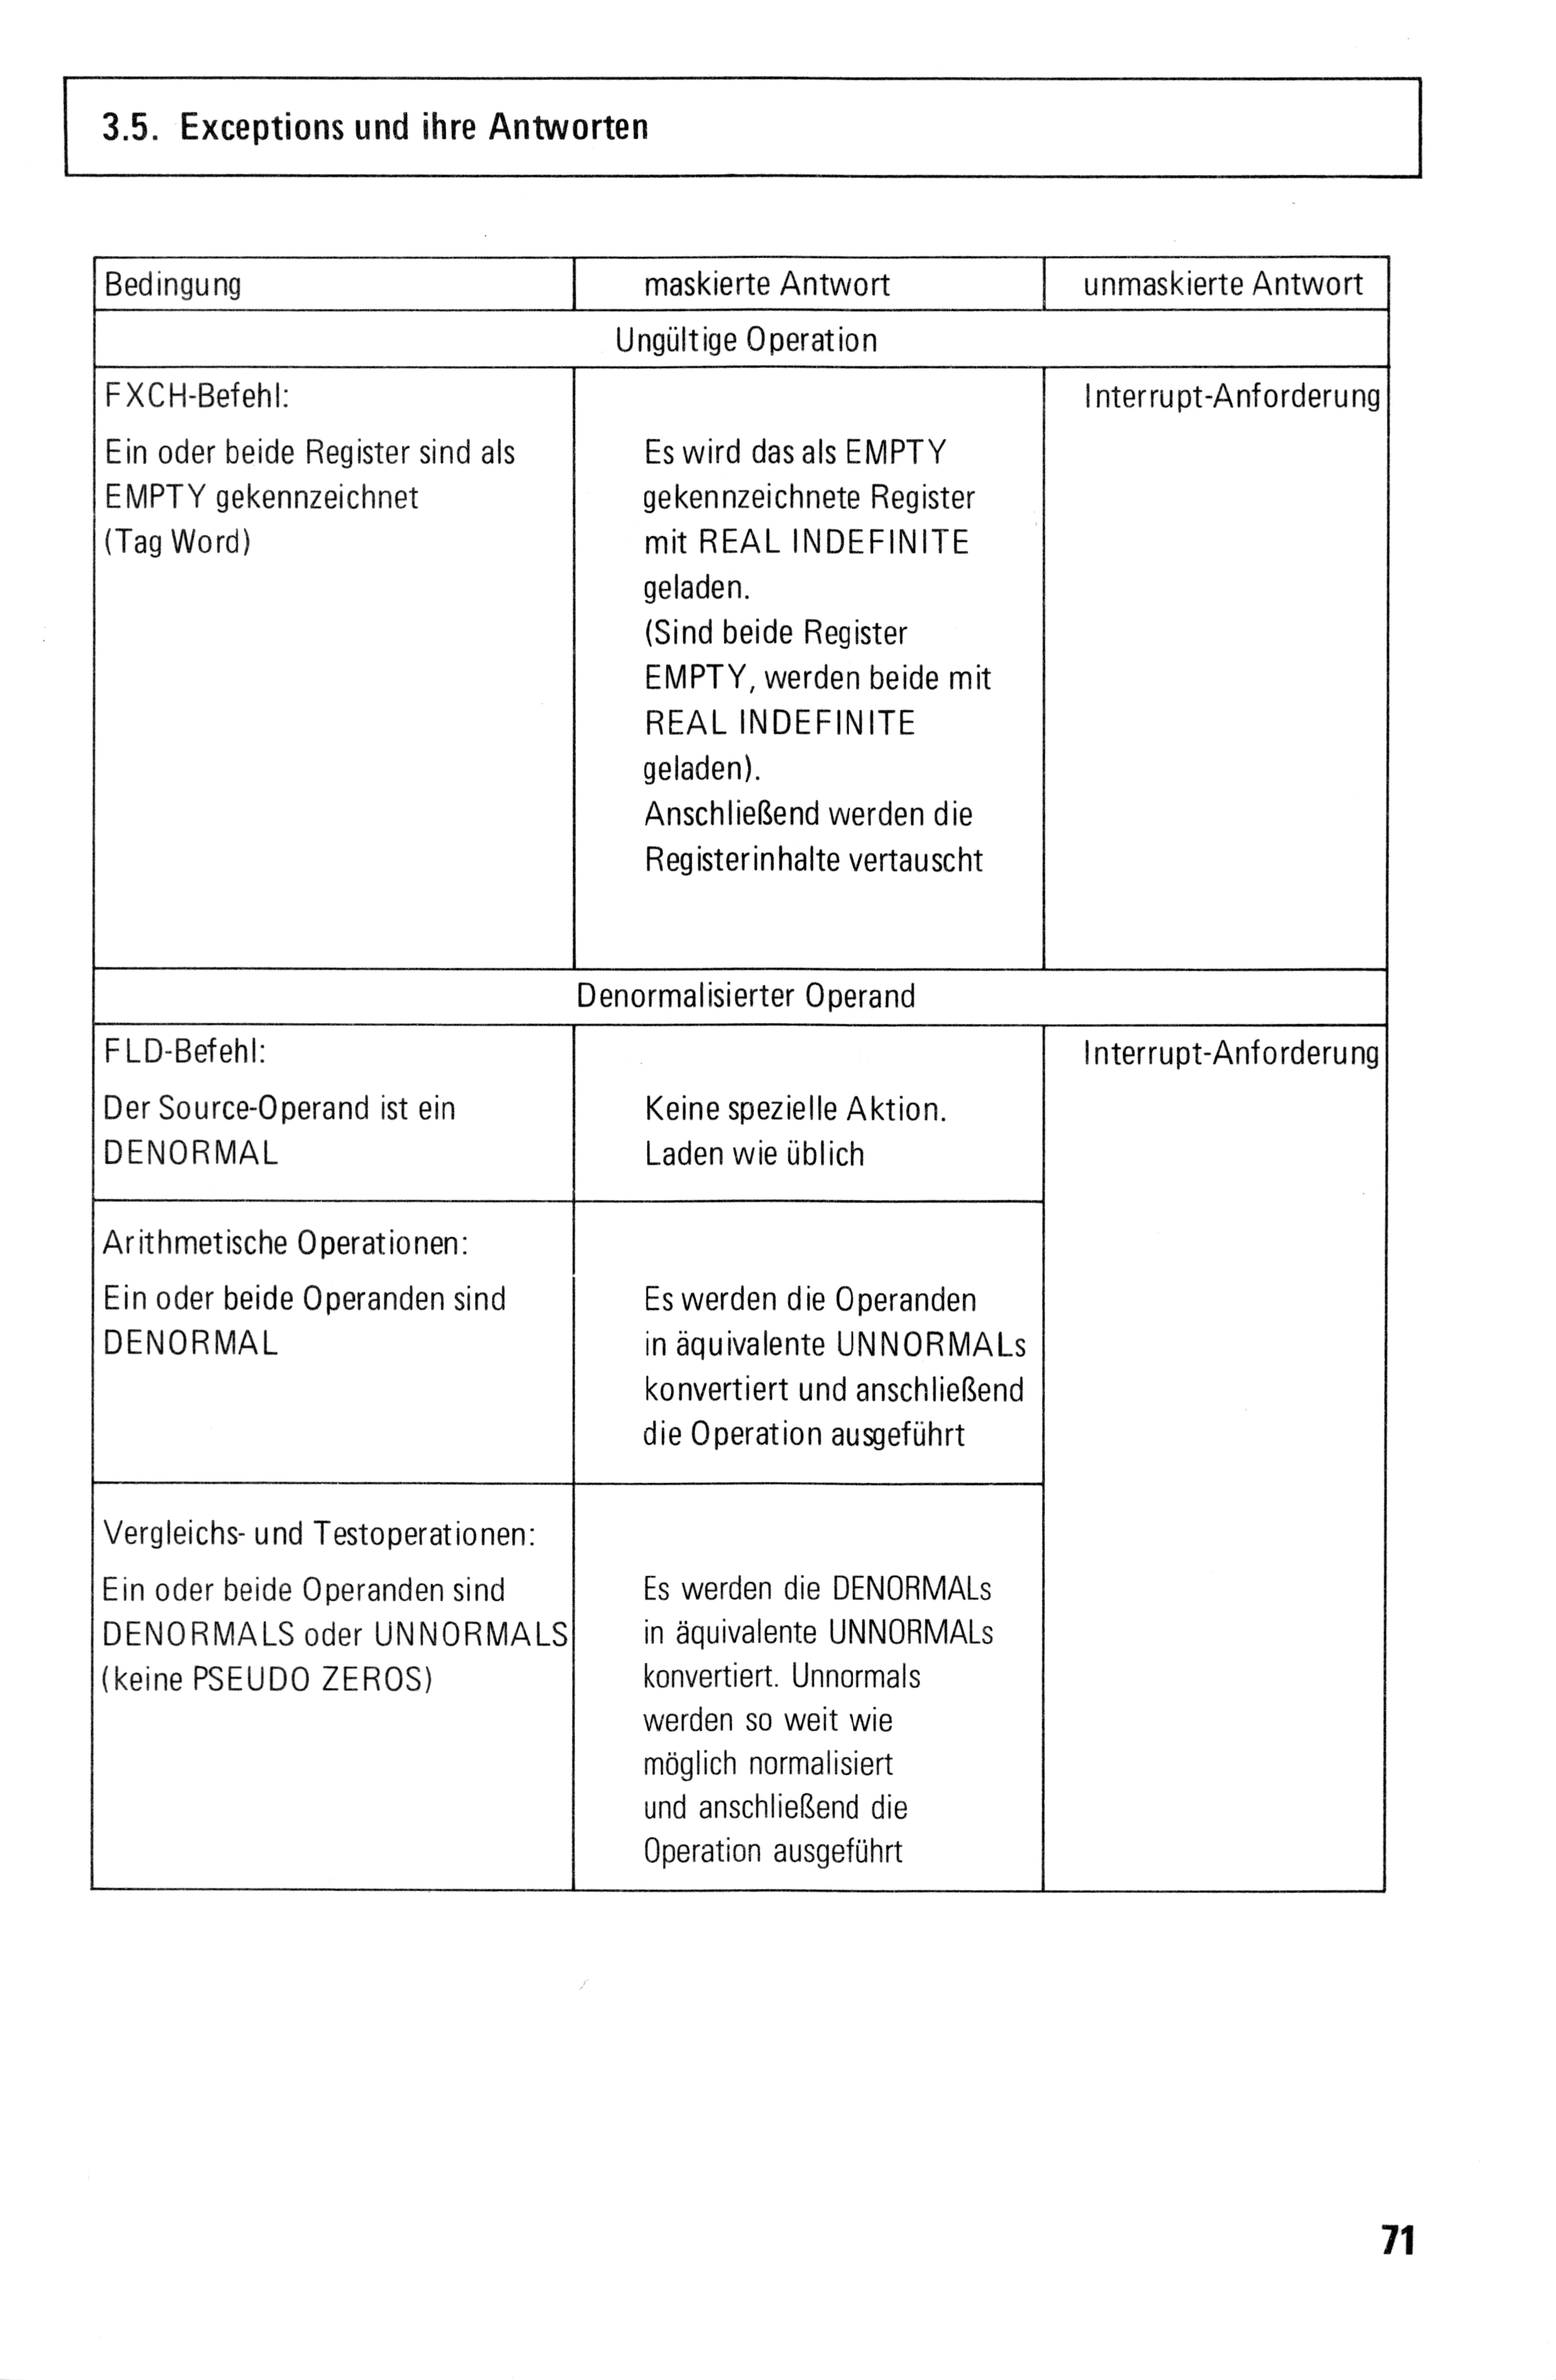 3.5. Exceptions und ihre Antworten
Bedingung maskierte Antwort unmaskierte Antwort
Ungültige Operation
FXCH-Befehl: Interrupt-Anforderung
Ein oder beide Register sind als Es wird das als EMPTY
EMPTY gekennzeichnet gekennzeichnete Register
(Tag Word) mit REAL INDEFINITE
geladen.
(Sind beide Register
EMPTY, werden beide mit
REAL INDEFINITE
geladen).
Anschließend werden die
Registerinhalte vertauscht
Denormalisierter Operand
FLD-Befehl: Interrupt-Anforderung
Der Source-Operand ist ein Keine spezielle Aktion.
DENORMAL Laden wie üblich
Arithmetische Operationen:
Ein oder beide Operanden sind Es werden die Operanden
DENORMAL in äquivalente UNNORMALs
konvertiert und anschließend
die Operation ausgeführt
Vergleichs- und Testoperationen:
Ein oder beide Operanden sind Es werden die DENORMALs
DENORMALS oder UNNORMALS in äquivalente UNNORMALs
(keine PSEUDO ZEROS) konvertiert. Unnormals
werden so weit wie
möglich normalisiert
und anschließend die
Operation ausgeführt
71